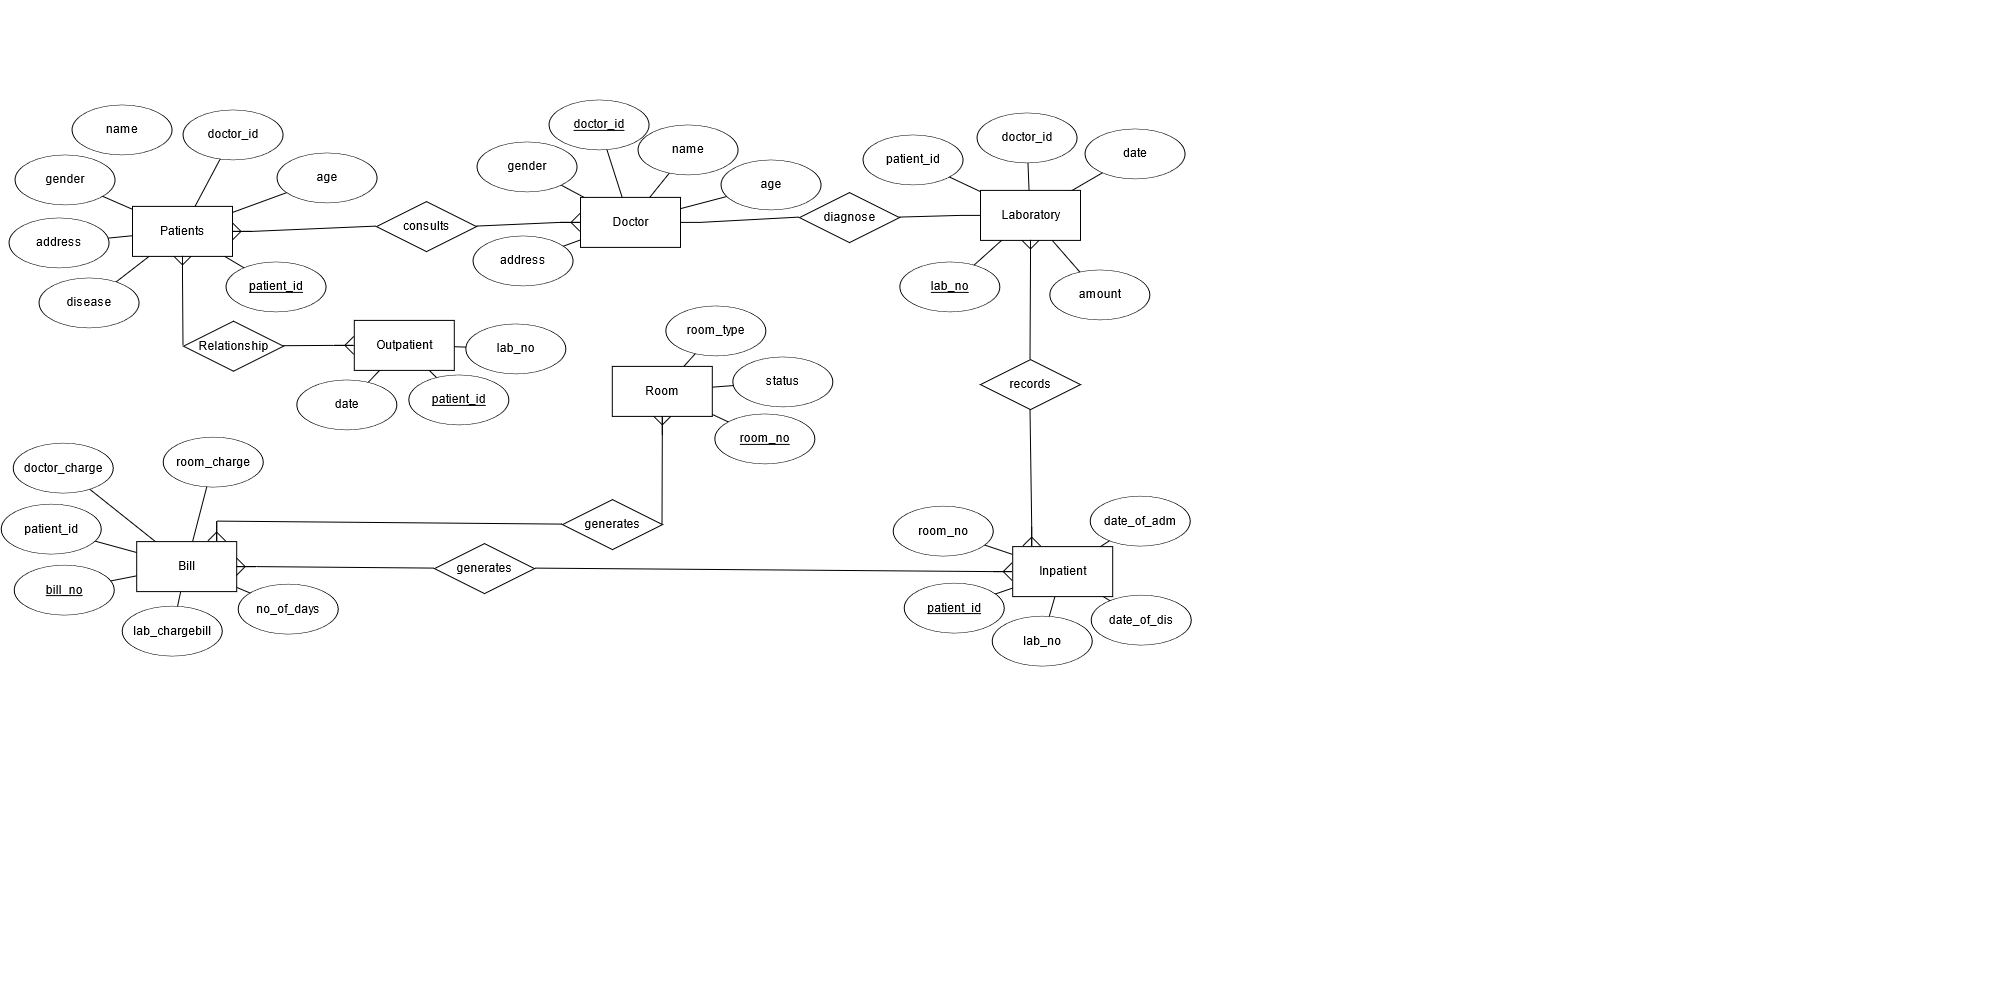 name
doctor_id
gender
age
Patients
address
disease
patient_id
consults
doctor_id
gender
name
age
Doctor
address
diagnose
patient_id
doctor_id
date
Laboratory
lab_no
amount
Relationship
Outpatient
lab_no
date
patient_id
room_type
Room
status
room_no
records
doctor_charge
room_charge
patient_id
Bill
bill_no
lab_chargebill
no_of_days
generates
generates
room_no
date_of_adm
Inpatient
patient_id
lab_no
date_of_dis